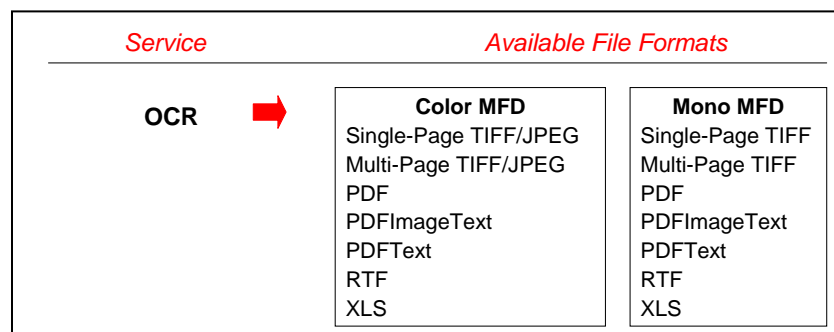 Service
Available File Formats
OCR
Color MFD
Single-Page TIFF/JPEG
Multi-Page TIFF/JPEG
PDF
PDFImageText
PDFText
RTF
XLS
Mono MFD
Single-Page TIFF
Multi-Page TIFF
PDF
PDFImageText
PDFText
RTF
XLS